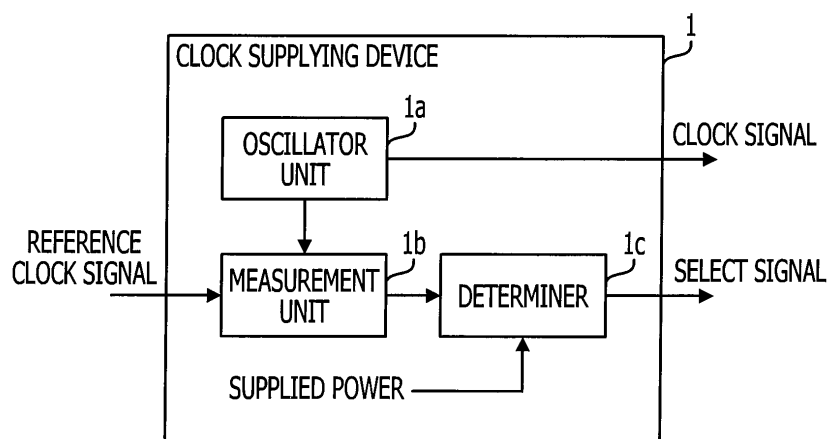 1
CLOCK SUPPLYING DEVICE
1a
OSCILLATOR
UNIT
CLOCK SIGNAL
REFERENCE
CLOCK SIGNAL
1b
MEASUREMENT
UNIT
1c
DETERMINER
SELECT SIGNAL
SUPPLIED POWER